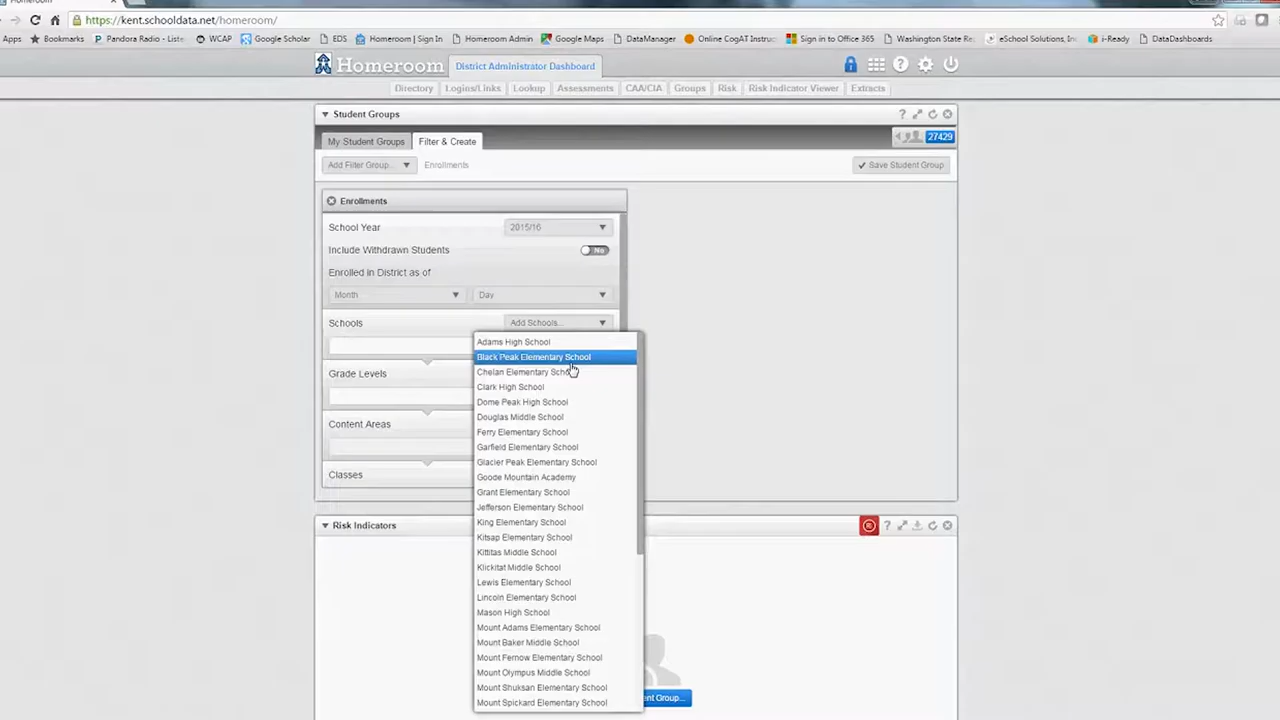 Homeroom
https://kent.schooldata.net/homeroom/
Apps Bookmarks Pandora Radio - Liste WCAP Google Scholar EDS Homeroom | Sign In Homeroom Admin Google Maps DataManager Online CogAT Instruc Sign in to Office 365 Washington State Re eSchool Solutions, In i-Ready DataDashboards
Homeroom District Administrator Dashboard
Directory Logins/Links Lookup Assessments CAA/CIA Groups Risk Risk Indicator Viewer Extracts
Student Groups ?
My Student Groups Filter & Create 27429
Add Filter Group... Enrollments Save Student Group
Enrollments
School Year 2015/16
Include Withdrawn Students No
Enrolled in District as of
Month Day
Schools Add Schools...
Adams High School
Black Peak Elementary School
Chelan Elementary School
Grade Levels
Clark High School
Dome Peak High School
Douglas Middle School
Content Areas
Ferry Elementary School
Garfield Elementary School
Glacier Peak Elementary School
Classes
Goode Mountain Academy
Grant Elementary School
Jefferson Elementary School
Risk Indicators ?
King Elementary School
Kitsap Elementary School
Kittitas Middle School
Klickitat Middle School
Lewis Elementary School
Lincoln Elementary School
Mason High School
Mount Adams Elementary School
Mount Baker Middle School
Mount Fernow Elementary School
Mount Olympus Middle School
Mount Shuksan Elementary School
Mount Spickard Elementary School
ent Group...